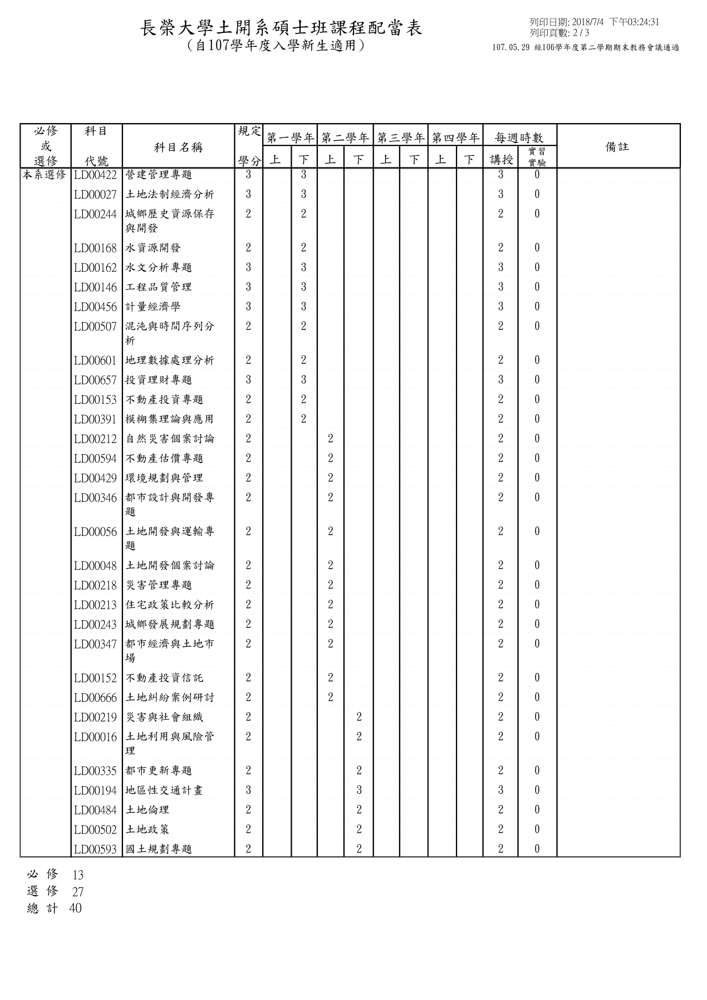 長榮大學土開系碩士班課程配當表
（自107學年度入學新生適用）
列印日期: 2018/7/4 下午03:24:31
列印頁數: 2 / 3
107.05.29 經106學年度第二學期期末教務會議通過
必修 科目 規定 第一學年 第二學年 第三學年 第四學年 每週時數
或 科目名稱 備註
選修 代號 學分 上 下 上 下 上 下 上 下 講授 實習
實驗
本系選修 LD00422 營建管理專題 3 3 3 0
LD00027 土地法制經濟分析 3 3 3 0
LD00244 城鄉歷史資源保存 2 2 2 0
與開發
LD00168 水資源開發 2 2 2 0
LD00162 水文分析專題 3 3 3 0
LD00146 工程品質管理 3 3 3 0
LD00456 計量經濟學 3 3 3 0
LD00507 混沌與時間序列分 2 2 2 0
析
LD00601 地理數據處理分析 2 2 2 0
LD00657 投資理財專題 3 3 3 0
LD00153 不動產投資專題 2 2 2 0
LD00391 模糊集理論與應用 2 2 2 0
LD00212 自然災害個案討論 2 2 2 0
LD00594 不動產估價專題 2 2 2 0
LD00429 環境規劃與管理 2 2 2 0
LD00346 都市設計與開發專 2 2 2 0
題
LD00056 土地開發與運輸專 2 2 2 0
題
LD00048 土地開發個案討論 2 2 2 0
LD00218 災害管理專題 2 2 2 0
LD00213 住宅政策比較分析 2 2 2 0
LD00243 城鄉發展規劃專題 2 2 2 0
LD00347 都市經濟與土地市 2 2 2 0
場
LD00152 不動產投資信託 2 2 2 0
LD00666 土地糾紛案例研討 2 2 2 0
LD00219 災害與社會組織 2 2 2 0
LD00016 土地利用與風險管 2 2 2 0
理
LD00335 都市更新專題 2 2 2 0
LD00194 地區性交通計畫 3 3 3 0
LD00484 土地倫理 2 2 2 0
LD00502 土地政策 2 2 2 0
LD00593 國土規劃專題 2 2 2 0
必 修 13
選 修 27
總 計 40